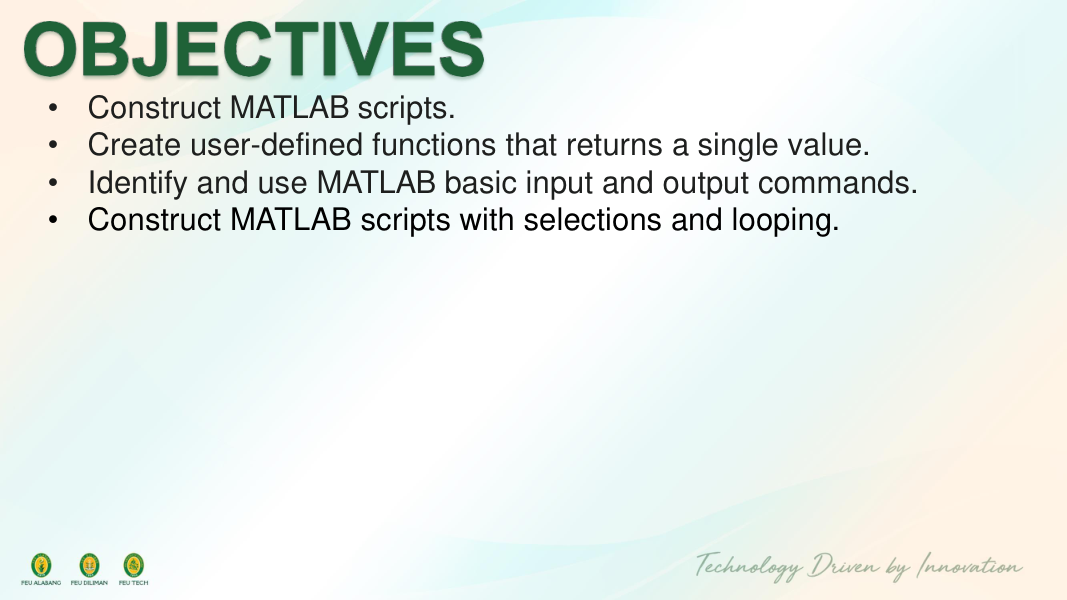 OBJECTIVES
• Construct MATLAB scripts.
• Create user-defined functions that returns a single value.
• Identify and use MATLAB basic input and output commands.
• Construct MATLAB scripts with selections and looping.
FEU ALABANG FEU DILIMAN FEU TECH
Technology Driven by Innovation